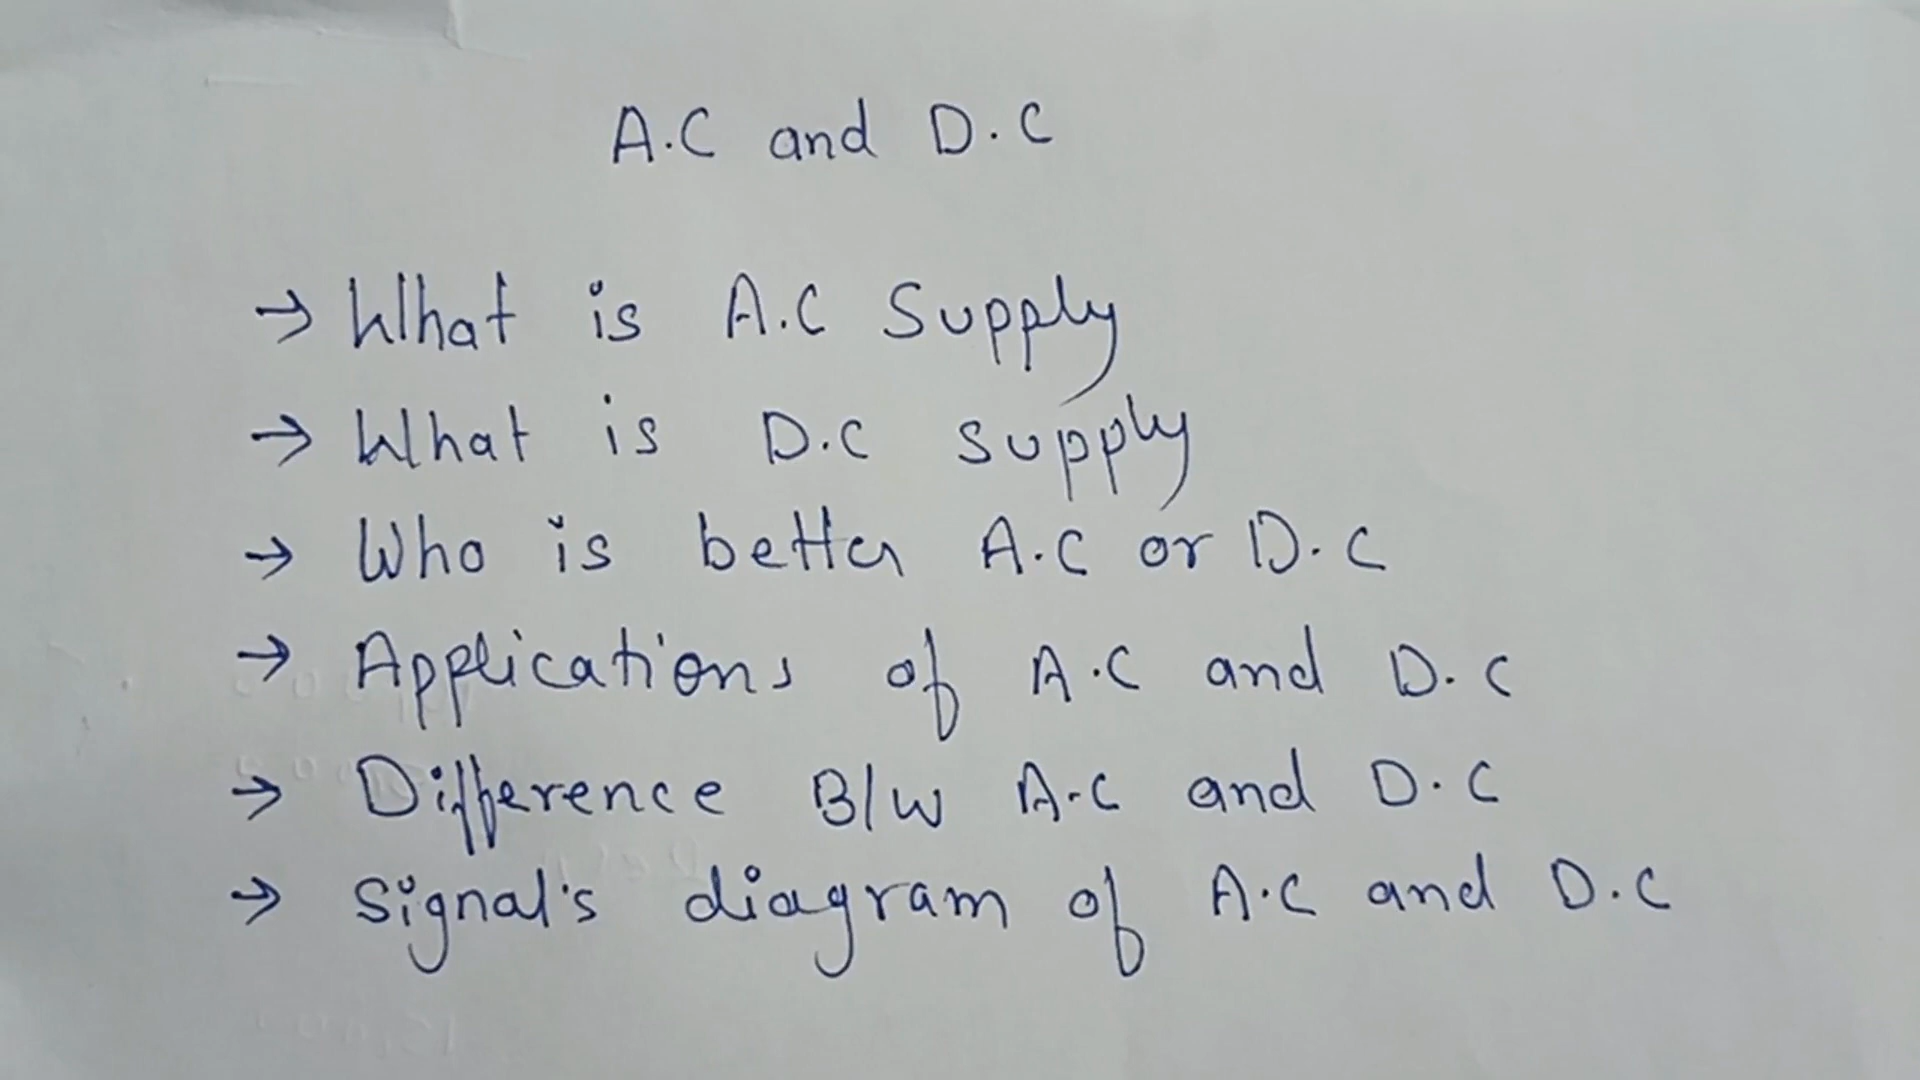 A.C and D.C
→ What is A.C Supply
→ What is D.C supply
→ Who is better A.C or D.C
→ Applications of A.C and D.C
→ Difference B/W A.C and D.C
→ Signal's diagram of A.C and D.C